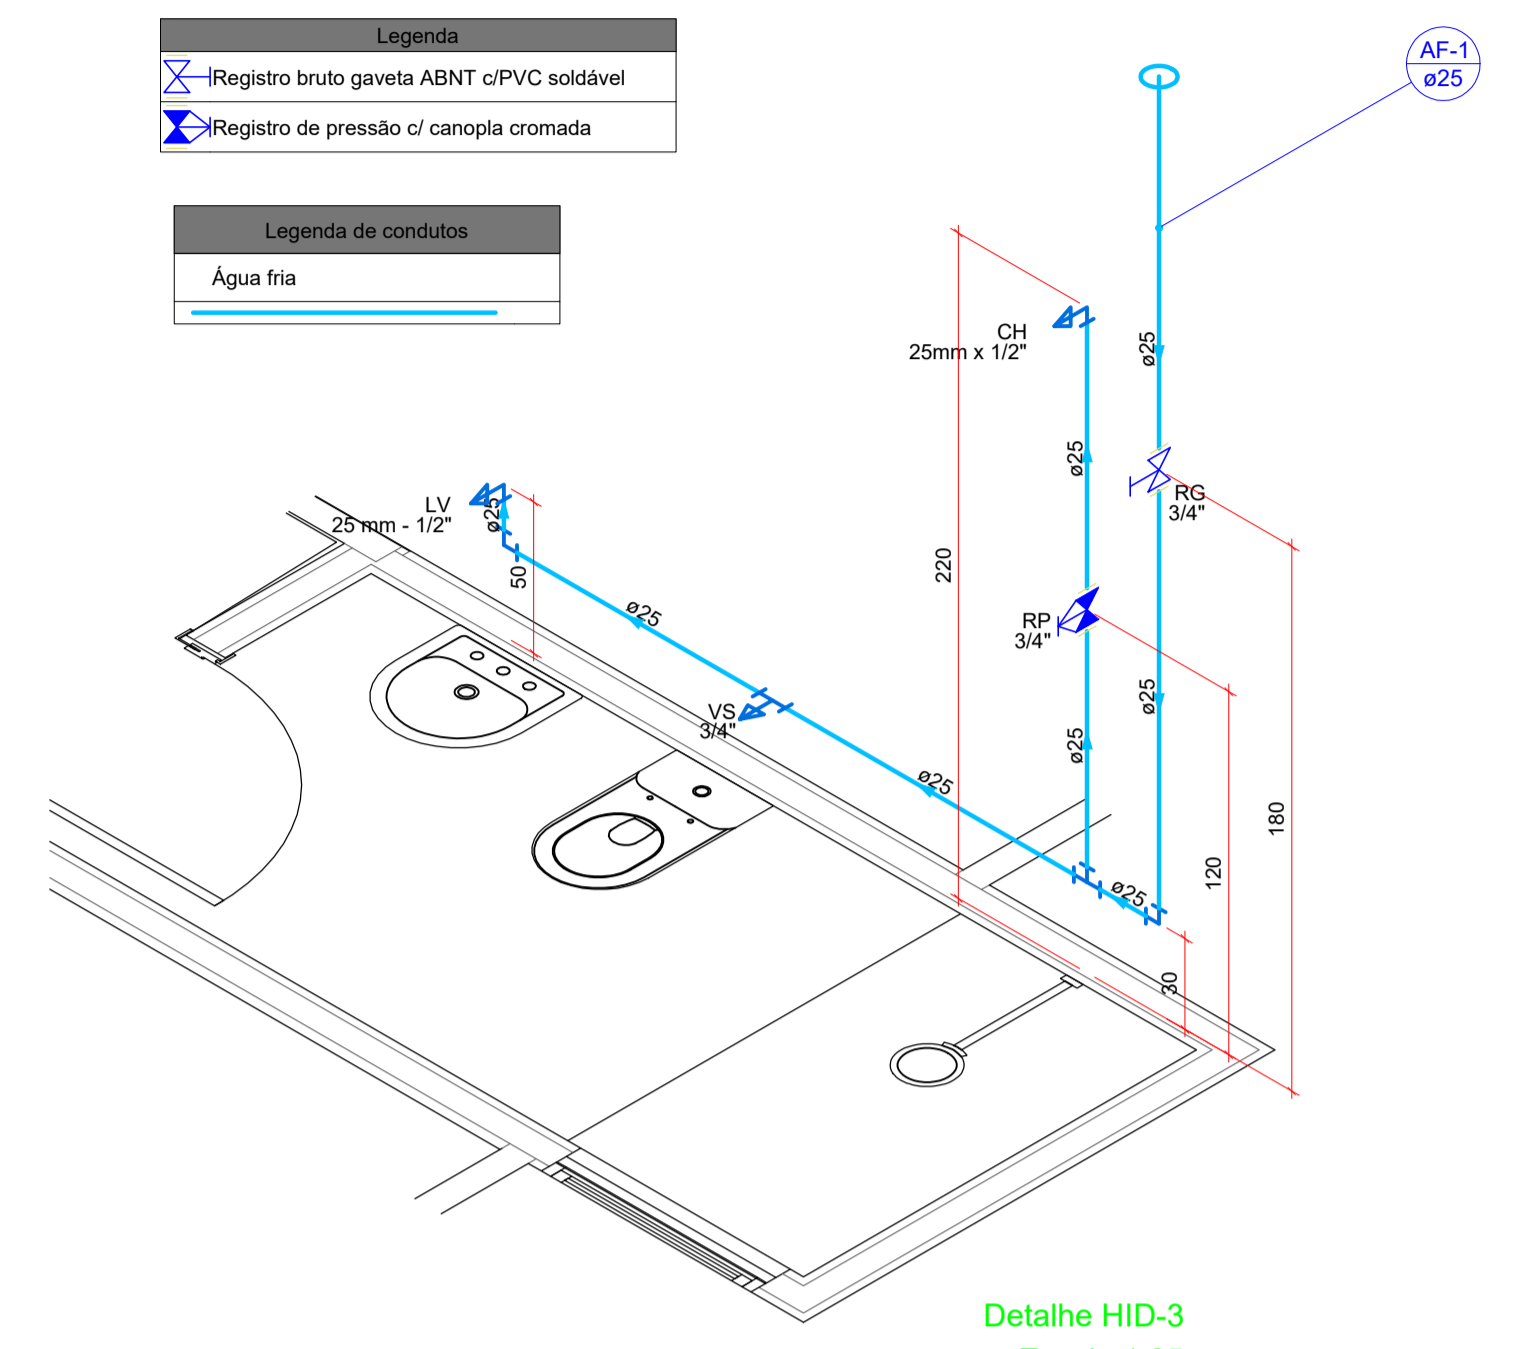 Legenda
Registro bruto gaveta ABNT c/PVC soldável
Registro de pressão c/ canopla cromada
Legenda de condutos
Água fria
AF-1
ø25
CH
25mm x 1/2"
ø25
ø25
RG
3/4"
LV
25 mm - 1/2"
ø25
50
220
ø25
RP
3/4"
VS
3/4"
ø25
ø25
ø25
ø25
180
120
30
Detalhe HID-3